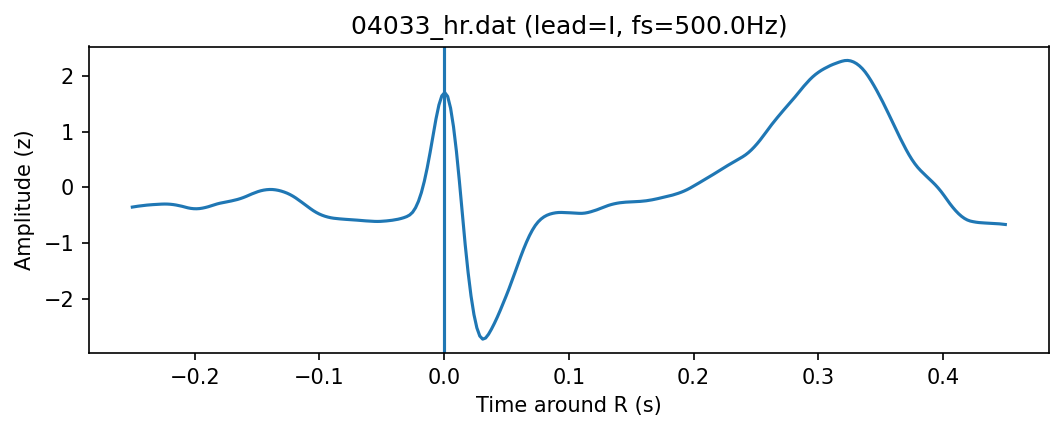 04033_hr.dat (lead=I, fs=500.0Hz)
Amplitude (z)
2
1
0
−1
−2
−0.2 −0.1 0.0 0.1 0.2 0.3 0.4
Time around R (s)